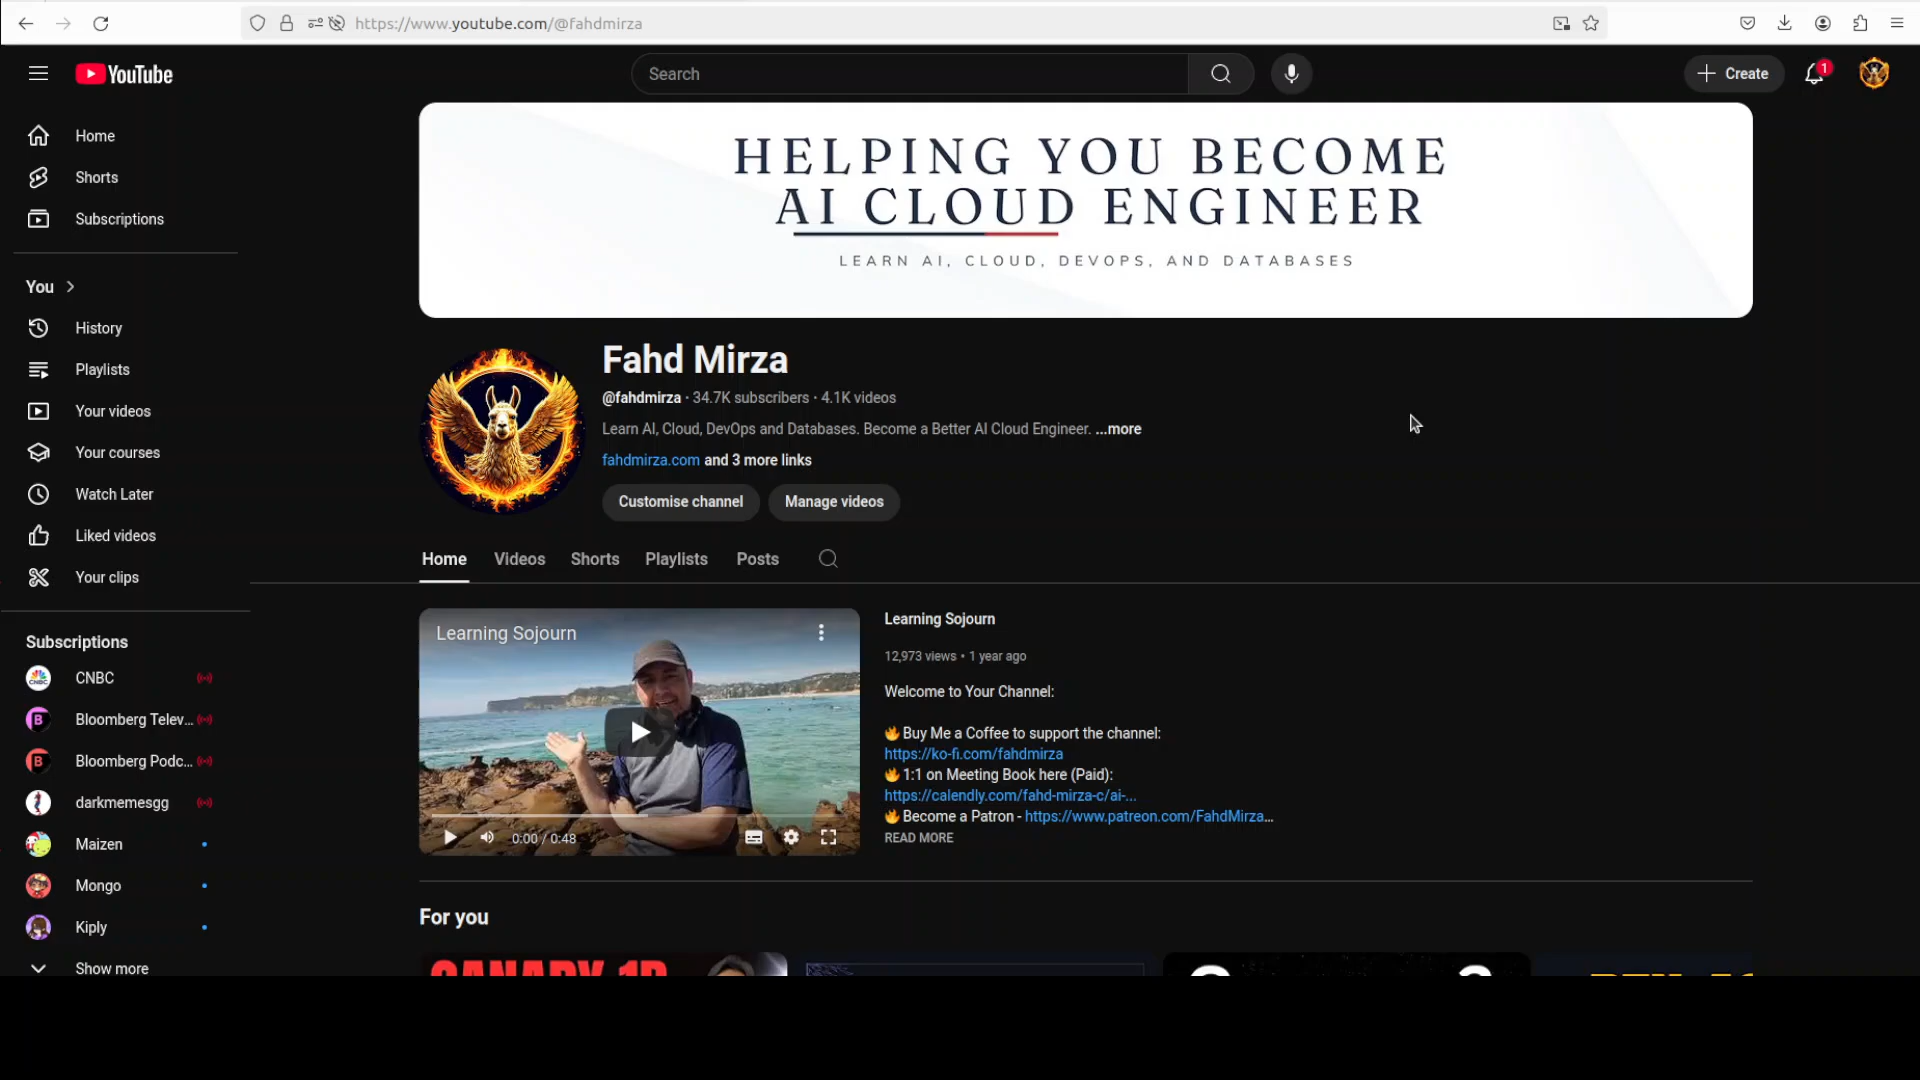 https://www.youtube.com/@fahdmirza
YouTube
Search
Create
1
Home
Shorts
Subscriptions
You
History
Playlists
Your videos
Your courses
Watch Later
Liked videos
Your clips
Subscriptions
CNBC
Bloomberg Telev...
Bloomberg Podc...
darkmemesgg
Maizen
Mongo
Kiply
Show more
HELPING YOU BECOME
AI CLOUD ENGINEER
LEARN AI, CLOUD, DEVOPS, AND DATABASES
Fahd Mirza
@fahdmirza · 34.7K subscribers · 4.1K videos
Learn AI, Cloud, DevOps and Databases. Become a Better AI Cloud Engineer. ...more
fahdmirza.com and 3 more links
Customise channel
Manage videos
Home Videos Shorts Playlists Posts
Learning Sojourn
0:00 / 0:48
Learning Sojourn
12,973 views • 1 year ago
Welcome to Your Channel:
🔥Buy Me a Coffee to support the channel:
https://ko-fi.com/fahdmirza
🔥1:1 on Meeting Book here (Paid):
https://calendly.com/fahd-mirza-c/ai-...
🔥Become a Patron - https://www.patreon.com/FahdMirza...
READ MORE
For you
CANARY 1B